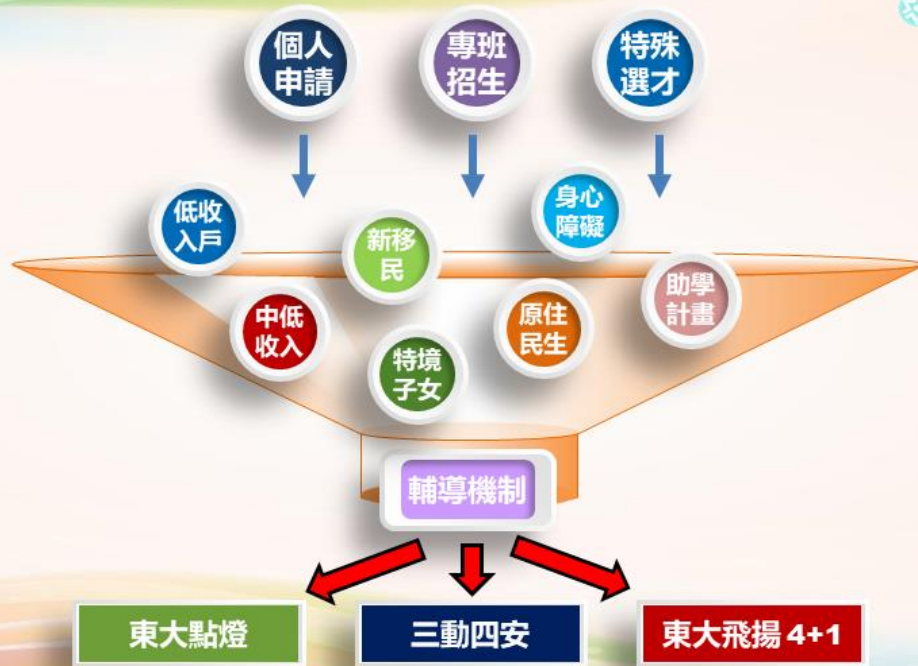 個人
申請
專班
招生
特殊
選才
低收
入戶
新移
民
身心
障礙
中低
收入
特境
子女
原住
民生
助學
計畫
輔導機制
東大點燈
三動四安
東大飛揚 4+1